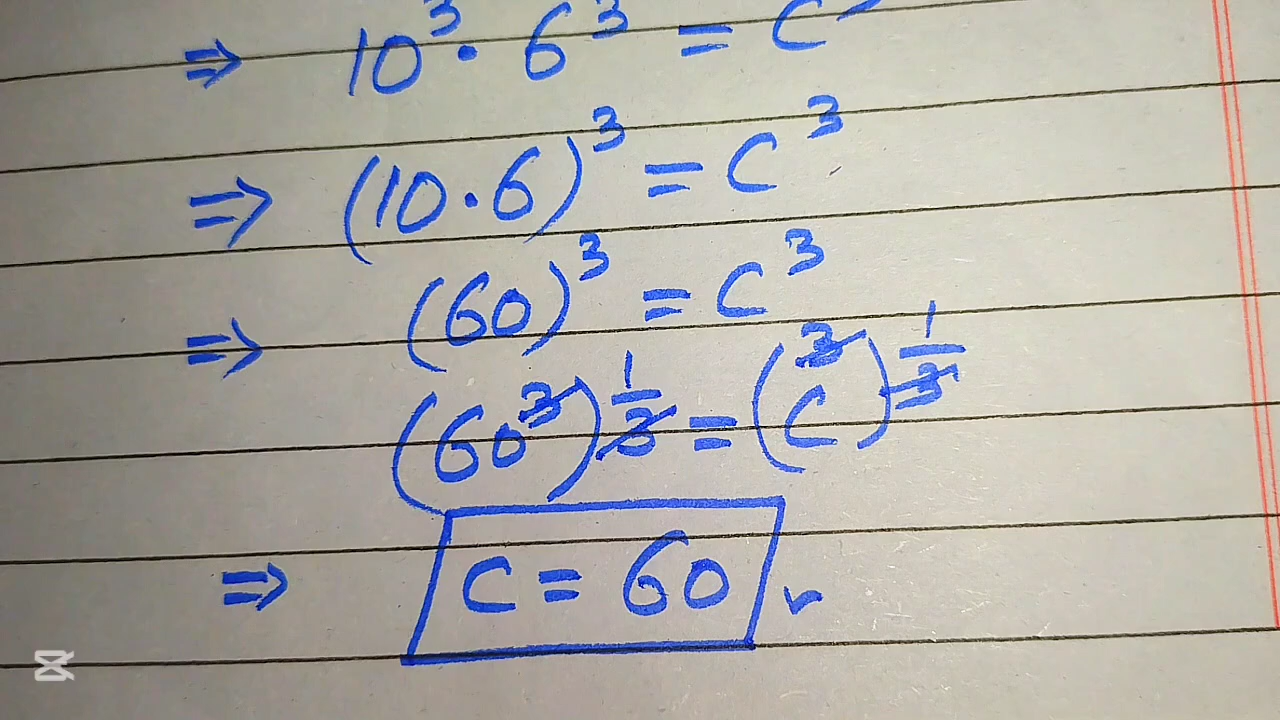 ⇒ 10³ · 6³ = C³
⇒ (10 · 6)³ = C³
⇒ (60)³ = C³
(60³)^(1/3) = (C³)^(1/3)
⇒ C = 60